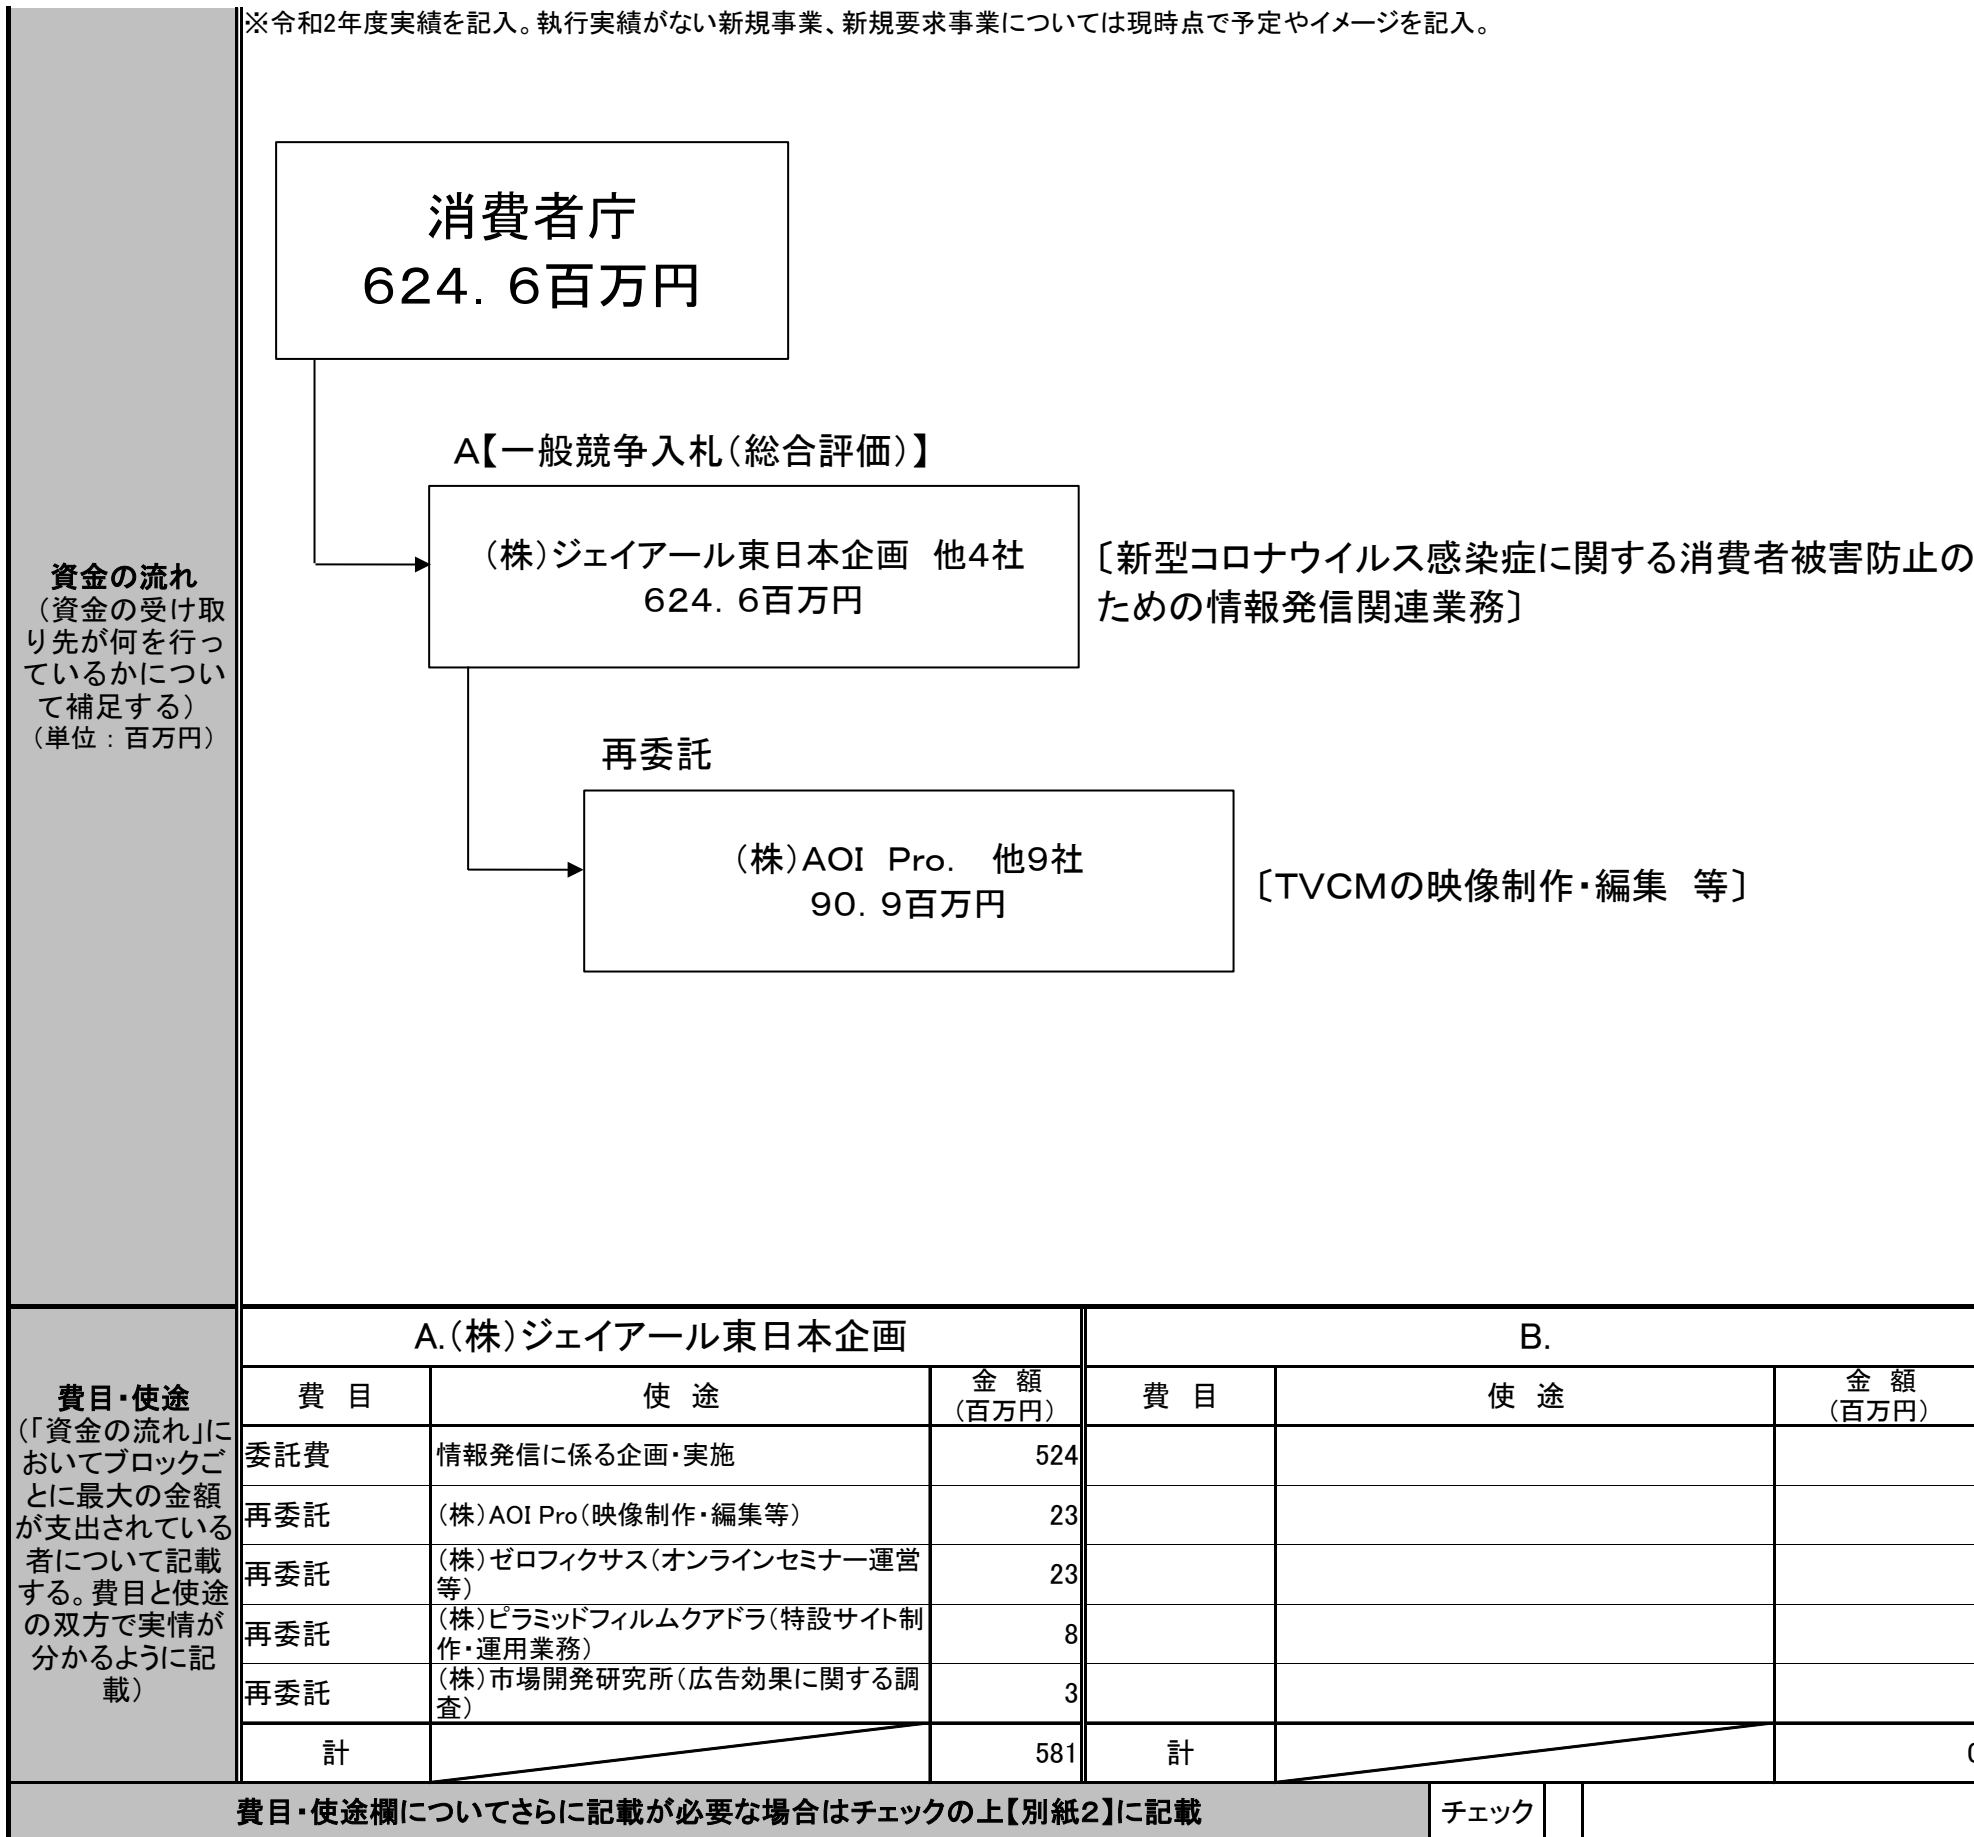 ※令和2年度実績を記入。執行実績がない新規事業、新規要求事業については現時点で予定やイメージを記入。
消費者庁
624．6百万円
A【一般競争入札（総合評価）】
（株）ジェイアール東日本企画　他4社
624．6百万円
〔新型コロナウイルス感染症に関する消費者被害防止の
ための情報発信関連業務〕
再委託
（株）AOI　Pro．　他9社
90．9百万円
〔TVCMの映像制作・編集　等〕
資金の流れ
（資金の受け取
り先が何を行っ
ているかについ
て補足する）
（単位：百万円）
費目・使途
（「資金の流れ」に
おいてブロックご
とに最大の金額
が支出されている
者について記載
する。費目と使途
の双方で実情が
分かるように記
載）
A.（株）ジェイアール東日本企画 B.
費　目 使　途 金　額
（百万円） 費　目 使　途 金　額
（百万円）
委託費 情報発信に係る企画・実施 524
再委託 （株）AOI Pro（映像制作・編集等） 23
再委託 （株）ゼロフィクサス（オンラインセミナー運営
等） 23
再委託 （株）ピラミッドフィルムクアドラ（特設サイト制
作・運用業務） 8
再委託 （株）市場開発研究所（広告効果に関する調
査） 3
計 581 計 0
費目・使途欄についてさらに記載が必要な場合はチェックの上【別紙2】に記載 チェック